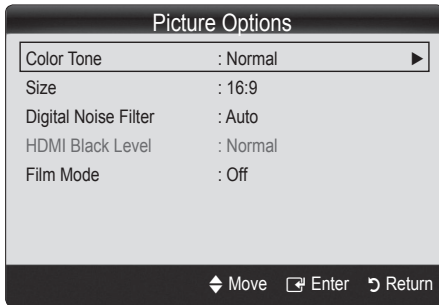 Picture Options
Color Tone : Normal ►
Size : 16:9
Digital Noise Filter : Auto
HDMI Black Level : Normal
Film Mode : Off
Move Enter Return